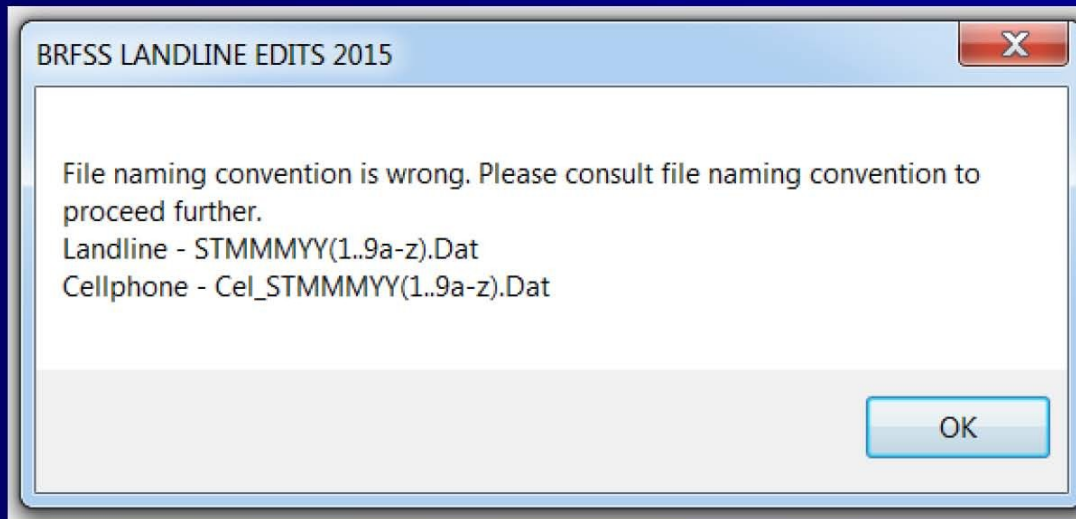 BRFSS LANDLINE EDITS 2015
X
File naming convention is wrong. Please consult file naming convention to
proceed further.
Landline - STMMMYY(1..9a-z).Dat
Cellphone - Cel_STMMMYY(1..9a-z).Dat
OK